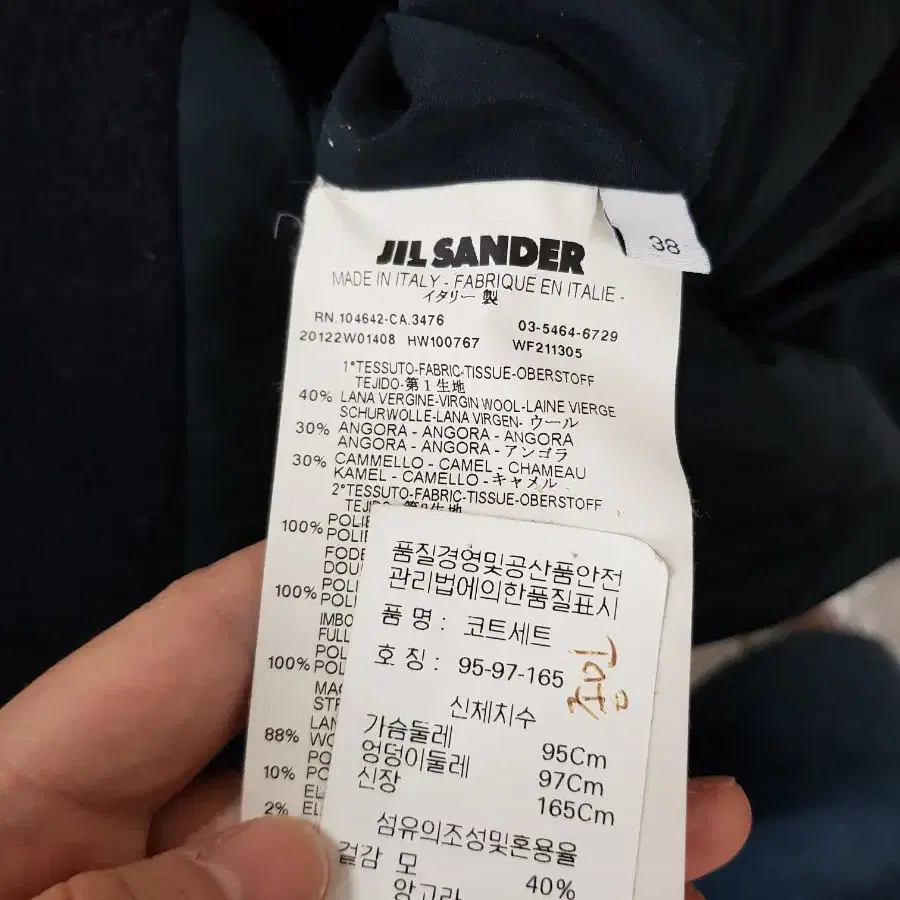 38
JIL SANDER
MADE IN ITALY - FABRIQUE EN ITALIE -
イタリー製
RN.104642-CA.3476 03-5464-6729
20122W01408 HW100767 WF211305
1°TESSUTO-FABRIC-TISSUE-OBERSTOFF
TEJIDO-第1生地
40% LANA VERGINE-VIRGIN WOOL-LAINE VIERGE
SCHURWOLLE-LANA VIRGEN- ウール
30% ANGORA - ANGORA - ANGORA
ANGORA - ANGORA - アンゴラ
30% CAMMELLO - CAMEL - CHAMEAU
KAMEL - CAMELLO - キャメル
2°TESSUTO-FABRIC-TISSUE-OBERSTOFF
100%
100%
100%
88%
10%
2%
품질경영및공산품안전
관리법에의한품질표시
품 명 : 코트세트
호 칭 : 95-97-165
신체치수
가슴둘레 95Cm
엉덩이둘레 97Cm
신장 165Cm
섬유의조성및혼용율
겉감 모 40%
앙고라